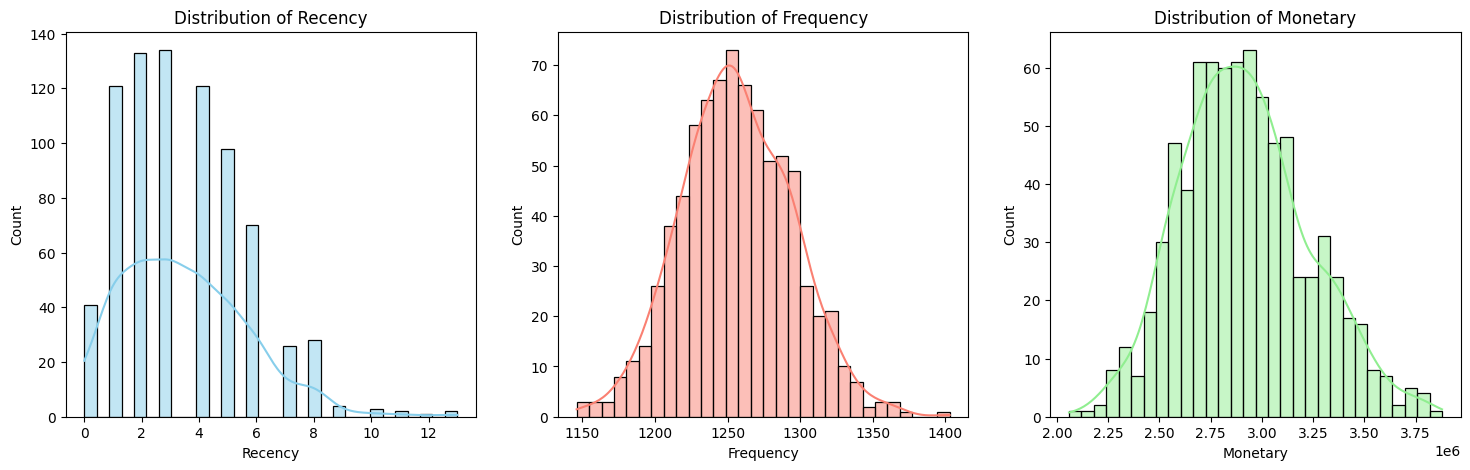 Distribution of Recency
140
120
100
80
60
40
20
0
Count
0 2 4 6 8 10 12
Recency
Distribution of Frequency
70
60
50
40
30
20
10
0
Count
1150 1200 1250 1300 1350 1400
Frequency
Distribution of Monetary
60
50
40
30
20
10
0
Count
2.00 2.25 2.50 2.75 3.00 3.25 3.50 3.75
1e6
Monetary